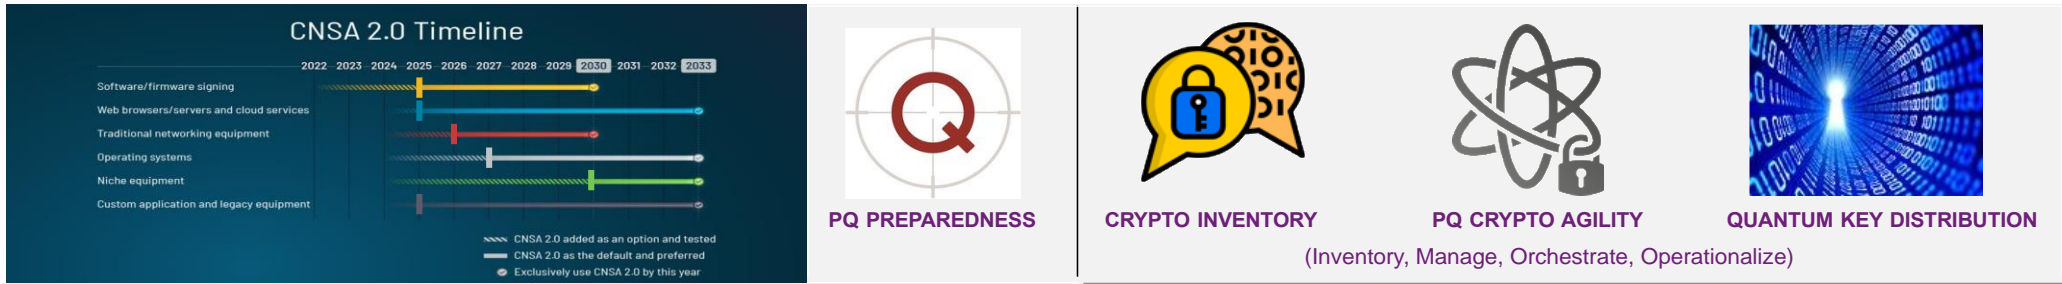 CNSA 2.0 Timeline
2022 2023 2024 2025 2026 2027 2028 2029 2030 2031 2032 2033
Software/firmware signing
Web browsers/servers and cloud services
Traditional networking equipment
Operating systems
Niche equipment
Custom application and legacy equipment
CNSA 2.0 added as an option and tested
CNSA 2.0 as the default and preferred
Exclusively use CNSA 2.0 by this year
Q
PQ PREPAREDNESS
CRYPTO INVENTORY
PQ CRYPTO AGILITY
QUANTUM KEY DISTRIBUTION
(Inventory, Manage, Orchestrate, Operationalize)